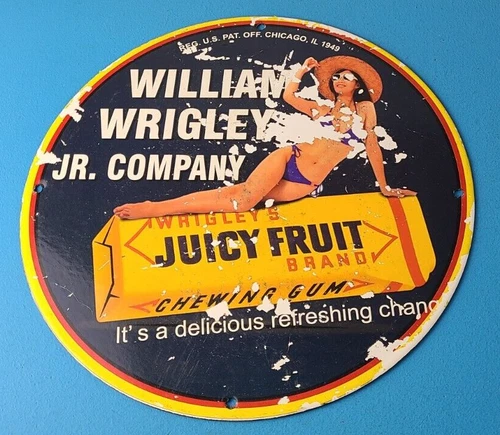 REG. U.S. PAT. OFF. CHICAGO, IL 1949
WILLIAM
WRIGLEY
JR. COMPANY
WRIGLEY'S
JUICY FRUIT
BRAND
CHEWING GUM
It's a delicious refreshing chang